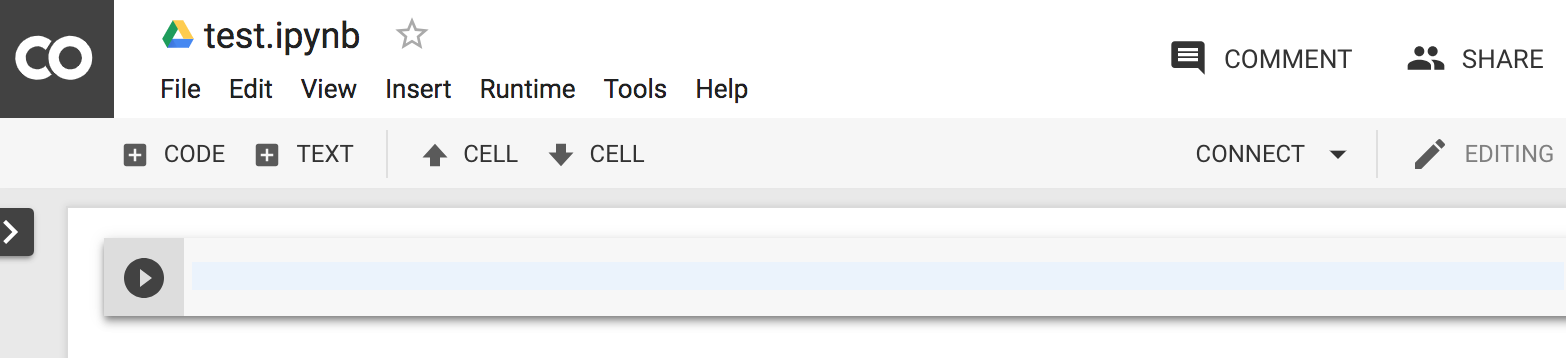 CO
test.ipynb
COMMENT
SHARE
File Edit View Insert Runtime Tools Help
CODE TEXT CELL CELL CONNECT EDITING